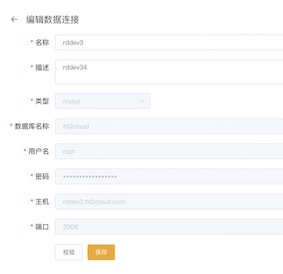 ← 编辑数据连接
* 名称 rddev3
* 描述 rddev34
* 类型 mysql
* 数据库名称 fit2cloud
* 用户名 root
* 密码 *****************
* 主机 rddev3.fit2cloud.com
* 端口 3306
校验 保存